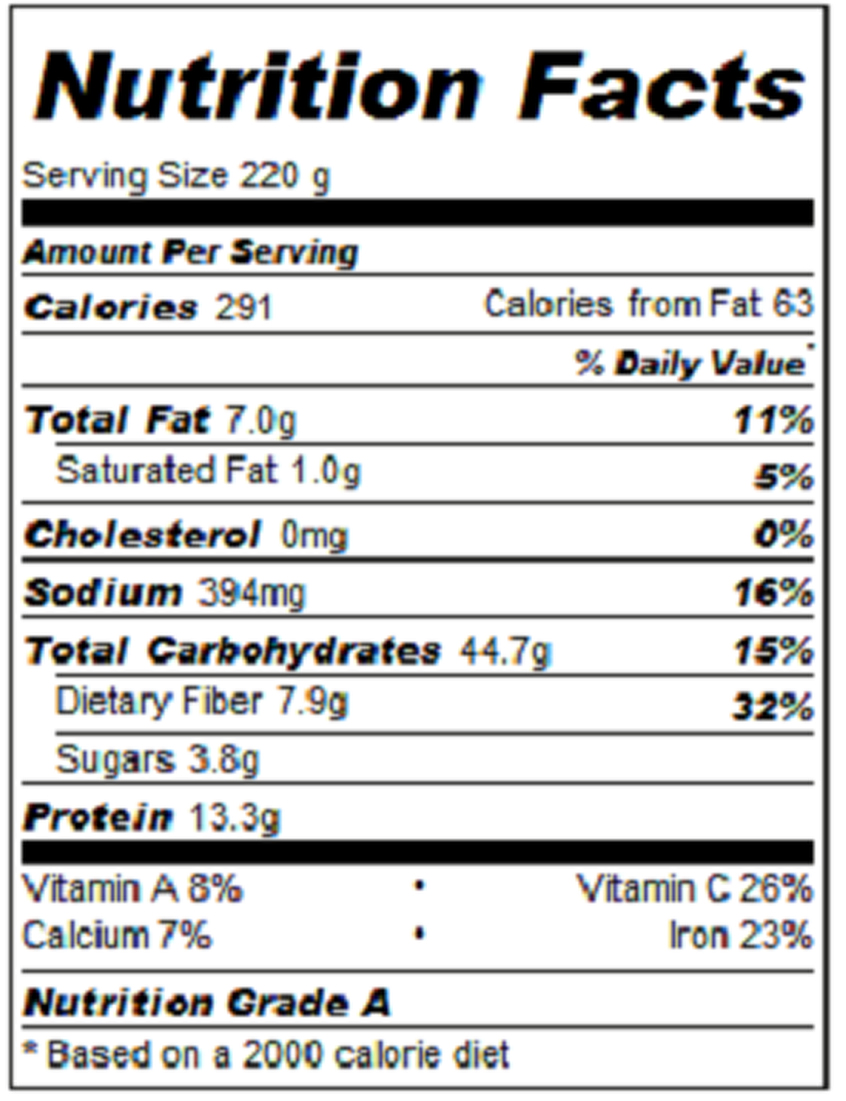 Nutrition Facts
Serving Size 220 g
Amount Per Serving
Calories 291 Calories from Fat 63
% Daily Value*
Total Fat 7.0g 11%
Saturated Fat 1.0g 5%
Cholesterol 0mg 0%
Sodium 394mg 16%
Total Carbohydrates 44.7g 15%
Dietary Fiber 7.9g 32%
Sugars 3.8g
Protein 13.3g
Vitamin A 8% • Vitamin C 26%
Calcium 7% • Iron 23%
Nutrition Grade A
* Based on a 2000 calorie diet